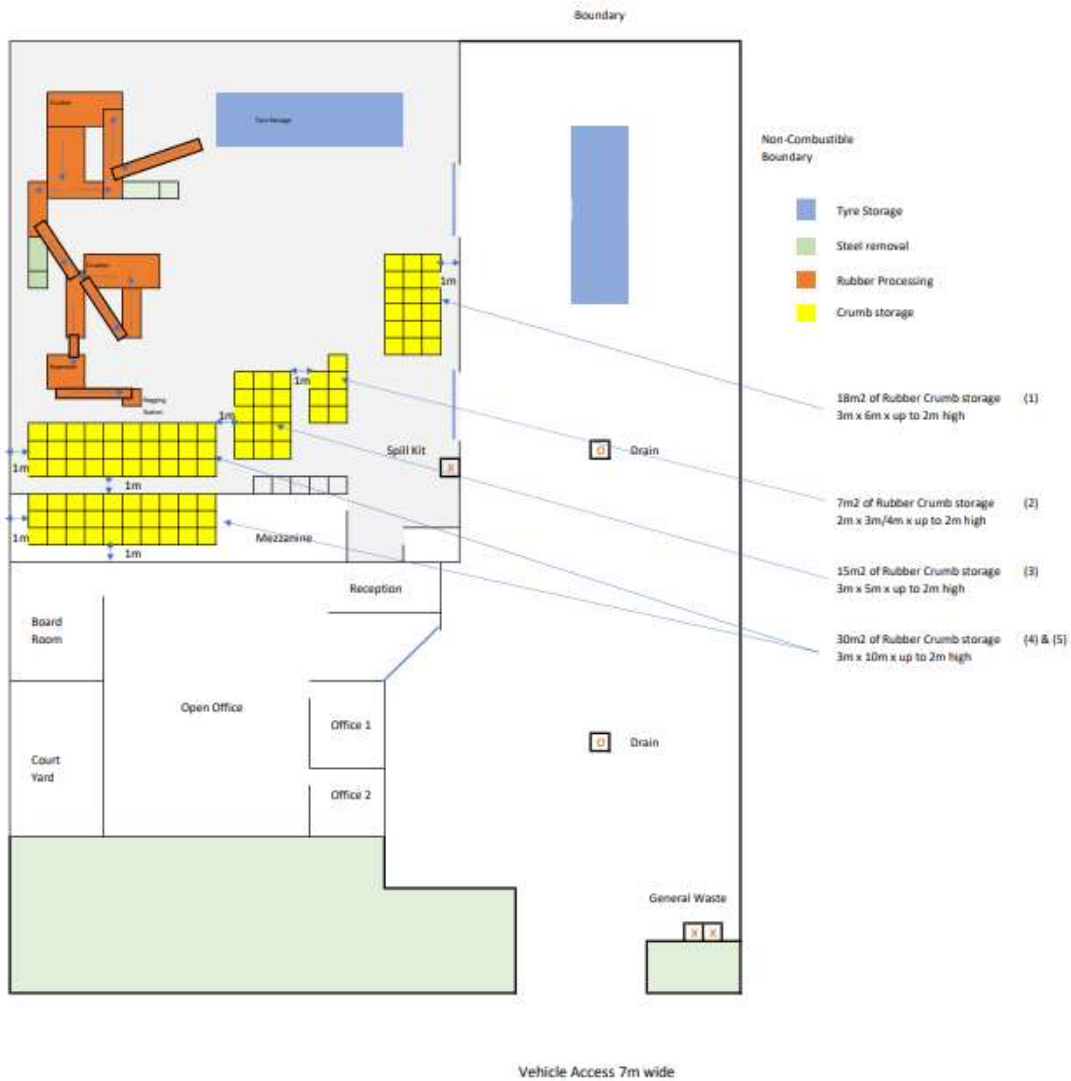 Boundary
Tyre Storage
Non-Combustible
Boundary
Tyre Storage
Steel removal
Rubber Processing
Crumb storage
1m
1m
1m
18m2 of Rubber Crumb storage (1)
3m x 6m x up to 2m high
Bagging
Station
Spill Kit
X
O
Drain
1m
1m
7m2 of Rubber Crumb storage (2)
2m x 3m/4m x up to 2m high
1m
1m
Mezzanine
15m2 of Rubber Crumb storage (3)
3m x 5m x up to 2m high
Reception
Board
Room
30m2 of Rubber Crumb storage (4) & (5)
3m x 10m x up to 2m high
Open Office
Office 1
O
Drain
Court
Yard
Office 2
General Waste
X X
Vehicle Access 7m wide